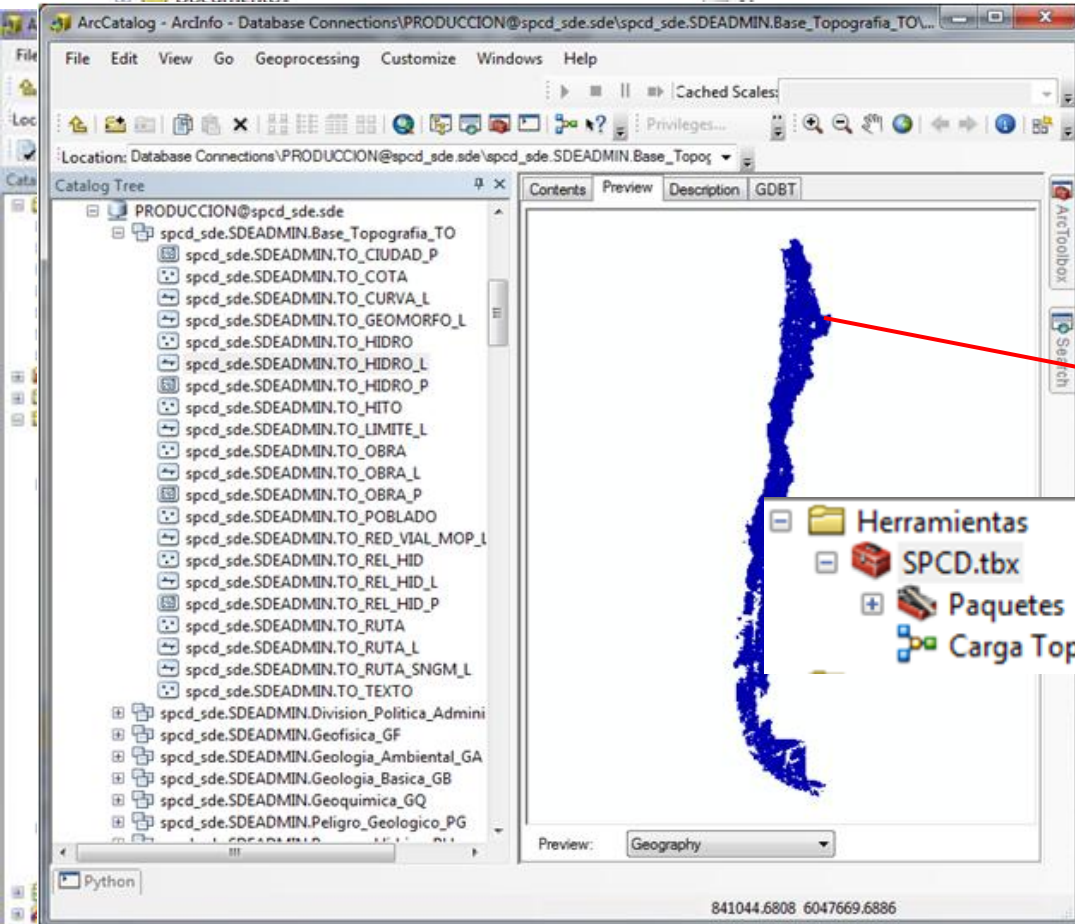 ArcCatalog - ArcInfo - Database Connections\PRODUCCION@spcd_sde.sde\spcd_sde.SDEADMIN.Base_Topografia_TO\...
File Edit View Go Geoprocessing Customize Windows Help
Cached Scales:
Privileges...
Location: Database Connections\PRODUCCION@spcd_sde.sde\spcd_sde.SDEADMIN.Base_Topog
Catalog Tree
Contents Preview Description GDBT
PRODUCCION@spcd_sde.sde
spcd_sde.SDEADMIN.Base_Topografia_TO
spcd_sde.SDEADMIN.TO_CIUDAD_P
spcd_sde.SDEADMIN.TO_COTA
spcd_sde.SDEADMIN.TO_CURVA_L
spcd_sde.SDEADMIN.TO_GEOMORFO_L
spcd_sde.SDEADMIN.TO_HIDRO
spcd_sde.SDEADMIN.TO_HIDRO_L
spcd_sde.SDEADMIN.TO_HIDRO_P
spcd_sde.SDEADMIN.TO_HITO
spcd_sde.SDEADMIN.TO_LIMITE_L
spcd_sde.SDEADMIN.TO_OBRA
spcd_sde.SDEADMIN.TO_OBRA_L
spcd_sde.SDEADMIN.TO_OBRA_P
spcd_sde.SDEADMIN.TO_POBLADO
spcd_sde.SDEADMIN.TO_RED_VIAL_MOP_L
spcd_sde.SDEADMIN.TO_REL_HID
spcd_sde.SDEADMIN.TO_REL_HID_L
spcd_sde.SDEADMIN.TO_REL_HID_P
spcd_sde.SDEADMIN.TO_RUTA
spcd_sde.SDEADMIN.TO_RUTA_L
spcd_sde.SDEADMIN.TO_RUTA_SNGM_L
spcd_sde.SDEADMIN.TO_TEXTO
spcd_sde.SDEADMIN.Division_Politica_Admini
spcd_sde.SDEADMIN.Geofisica_GF
spcd_sde.SDEADMIN.Geologia_Ambiental_GA
spcd_sde.SDEADMIN.Geologia_Basica_GB
spcd_sde.SDEADMIN.Geoquimica_GQ
spcd_sde.SDEADMIN.Peligro_Geologico_PG
ArcToolbox
Search
Herramientas
SPCD.tbx
Paquetes
Carga Top
Preview: Geography
Python
841044.6808 6047669.6886
File
Loc
Cata